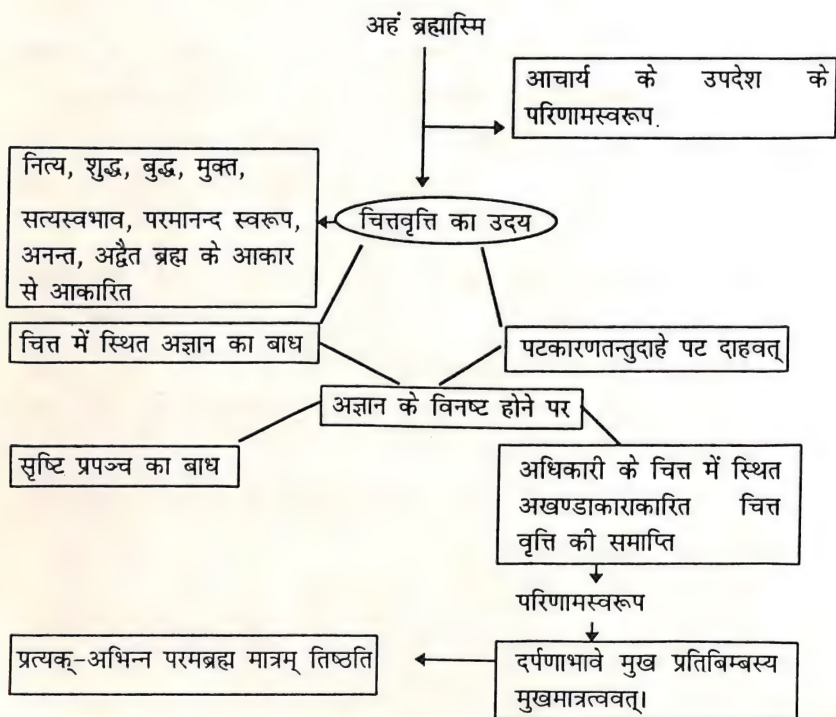 अहं ब्रह्मास्मि
आचार्य के उपदेश के
परिणामस्वरूप.
नित्य, शुद्ध, बुद्ध, मुक्त,
सत्यस्वभाव, परमानन्द स्वरूप,
अनन्त, अद्वैत ब्रह्म के आकार
से आकारित
चित्तवृत्ति का उदय
चित्त में स्थित अज्ञान का बाध
पटकारणतन्तुदाहे पट दाहवत्
अज्ञान के विनष्ट होने पर
सृष्टि प्रपञ्च का बाध
अधिकारी के चित्त में स्थित
अखण्डाकाराकारित चित्त
वृत्ति की समाप्ति
परिणामस्वरूप
दर्पणाभावे मुख प्रतिबिम्बस्य
मुखमात्रत्ववत्।
प्रत्यक्-अभिन्न परमब्रह्म मात्रम् तिष्ठति